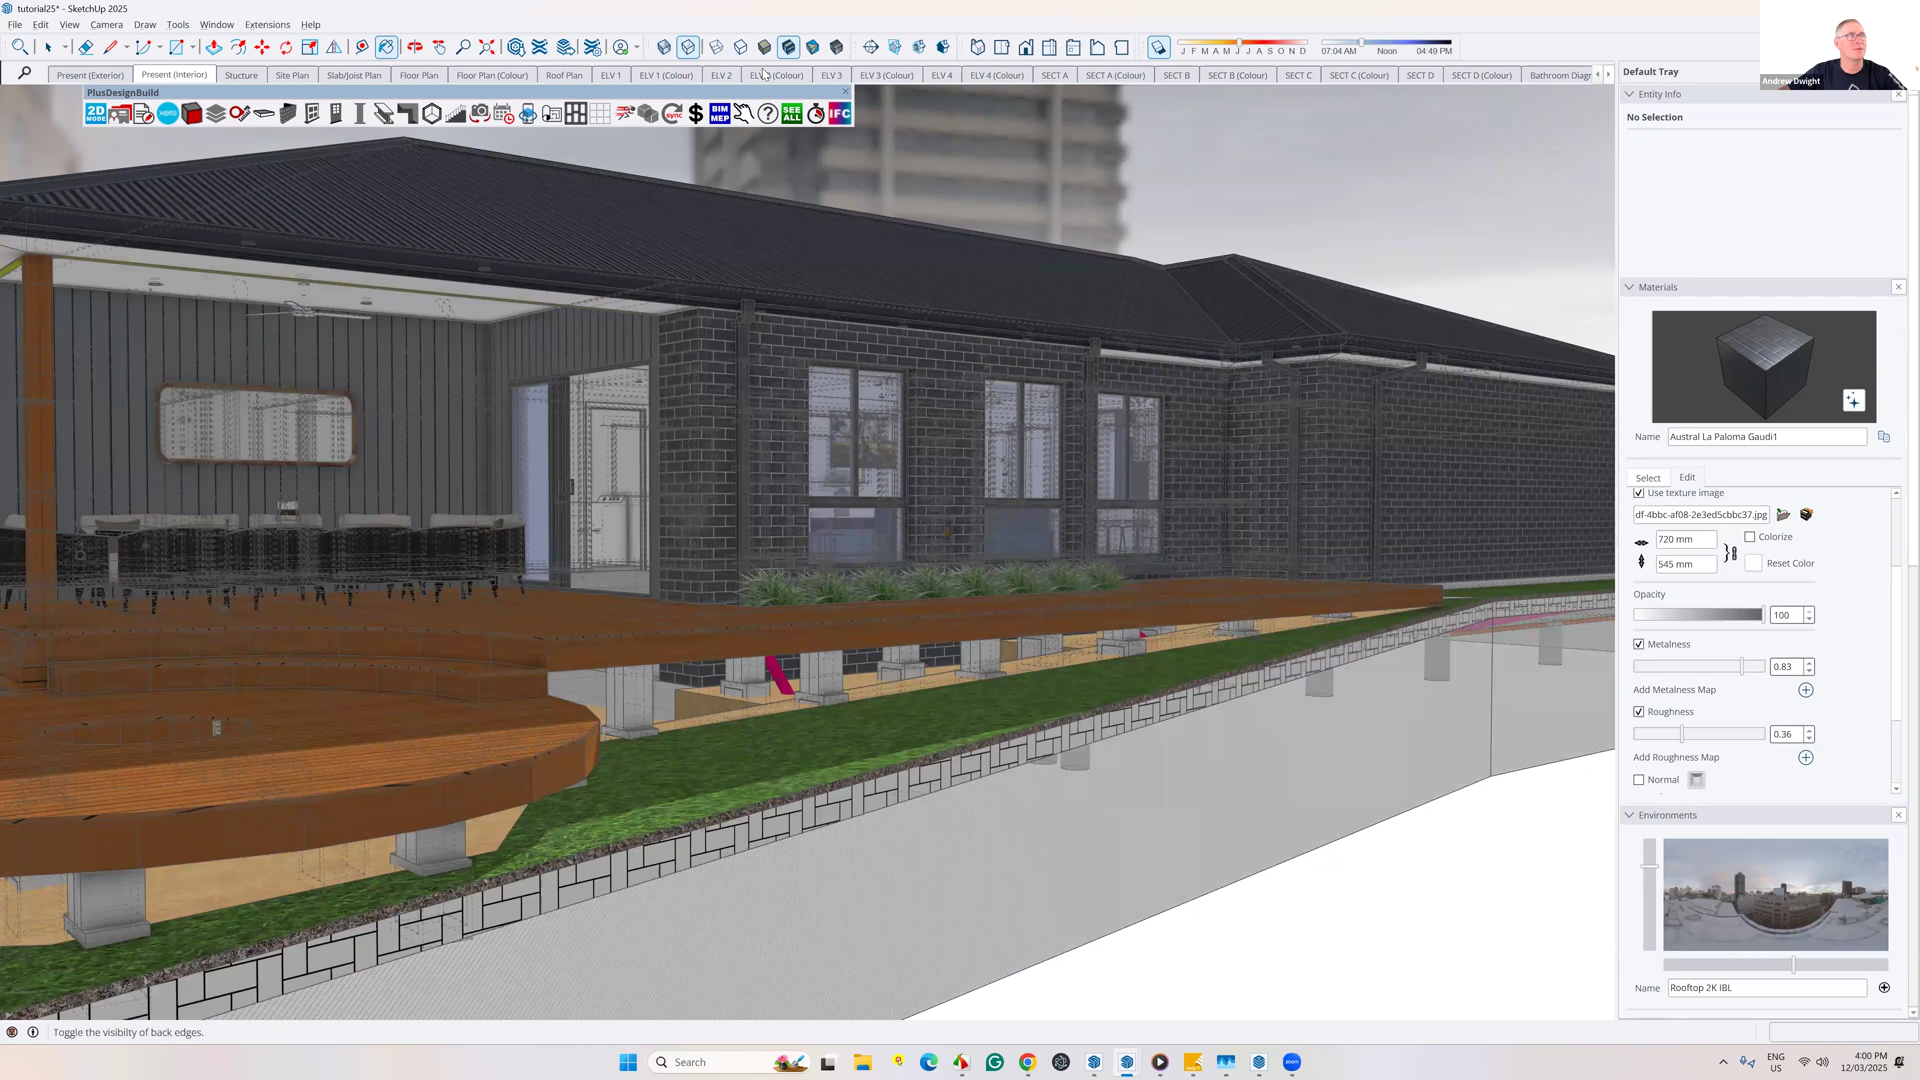 tutorial25* - SketchUp 2025
File Edit View Camera Draw Tools Window Extensions Help
J F M A M J J A S O N D 07:04 AM Noon 04:49 PM
Present (Exterior) Present (Interior) Structure Site Plan Slab/Joist Plan Floor Plan Floor Plan (Colour) Roof Plan ELV 1 ELV 1 (Colour) ELV 2 (Colour) ELV 3 ELV 3 (Colour) ELV 4 ELV 4 (Colour) SECT A SECT A (Colour) SECT B SECT B (Colour) SECT C SECT C (Colour) SECT D SECT D (Colour) Bathroom Diagr
Default Tray
Andrew Dwight
PlusDesignBuild
2D MODE xero sync $ BIM MEP ? SEE ALL IFC
Entity Info
No Selection
Materials
Name Austral La Paloma Gaudi1
Select Edit
Use texture image
df-4bbc-af08-2e3ed5cbbc37.jpg
720 mm Colorize
545 mm Reset Color
Opacity
100
Metalness
0.83
Add Metalness Map
Roughness
0.36
Add Roughness Map
Normal
Environments
Name Rooftop 2K IBL
Toggle the visibilty of back edges.
Search
zoom
ENG
US
4:00 PM
12/03/2025